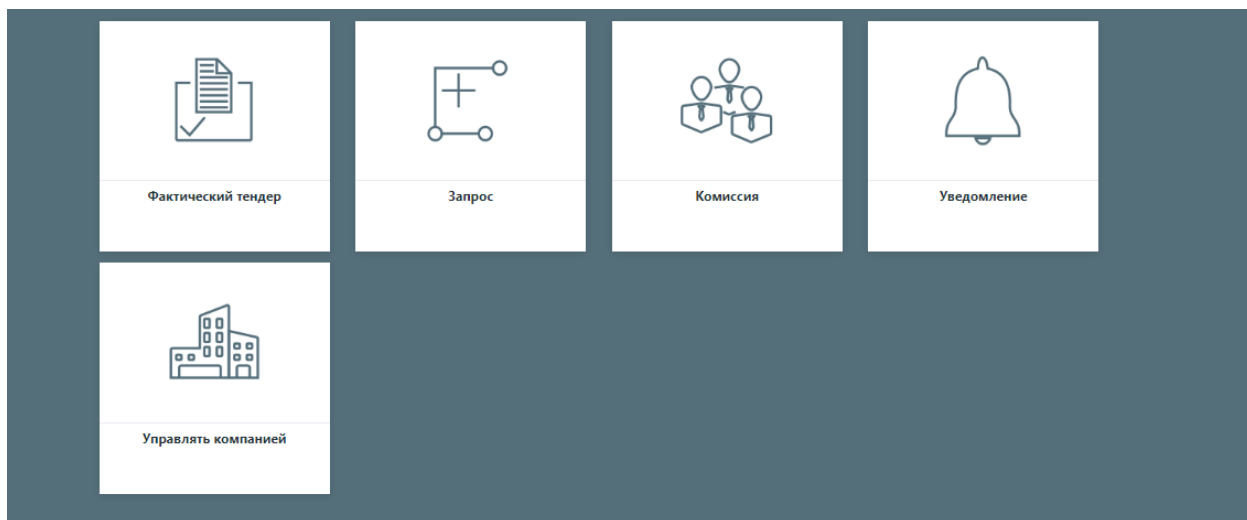 Фактический тендер
Запрос
Комиссия
Уведомление
Управлять компанией